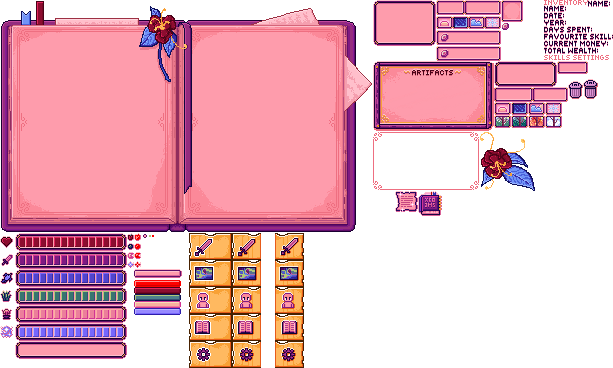 INVENTORY NAME:
NAME:
DATE:
YEAR:
DAYS SPENT:
FAVOURITE SKILL:
CURRENT MONEY:
TOTAL WEALTH:
SKILLS SETTINGS
ARTIFACTS